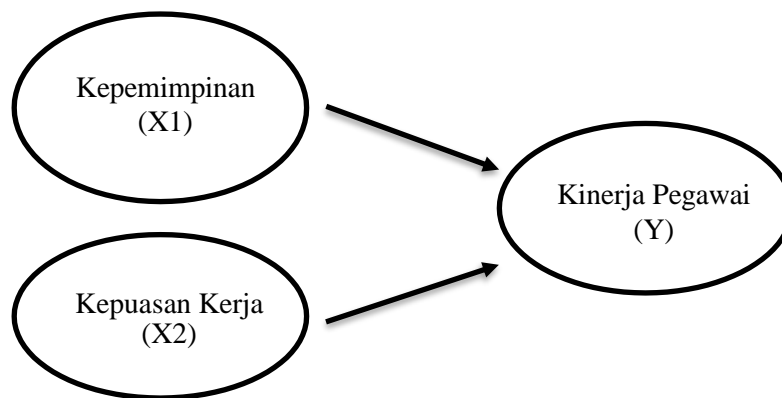 Kepemimpinan
(X1)
Kinerja Pegawai
(Y)
Kepuasan Kerja
(X2)